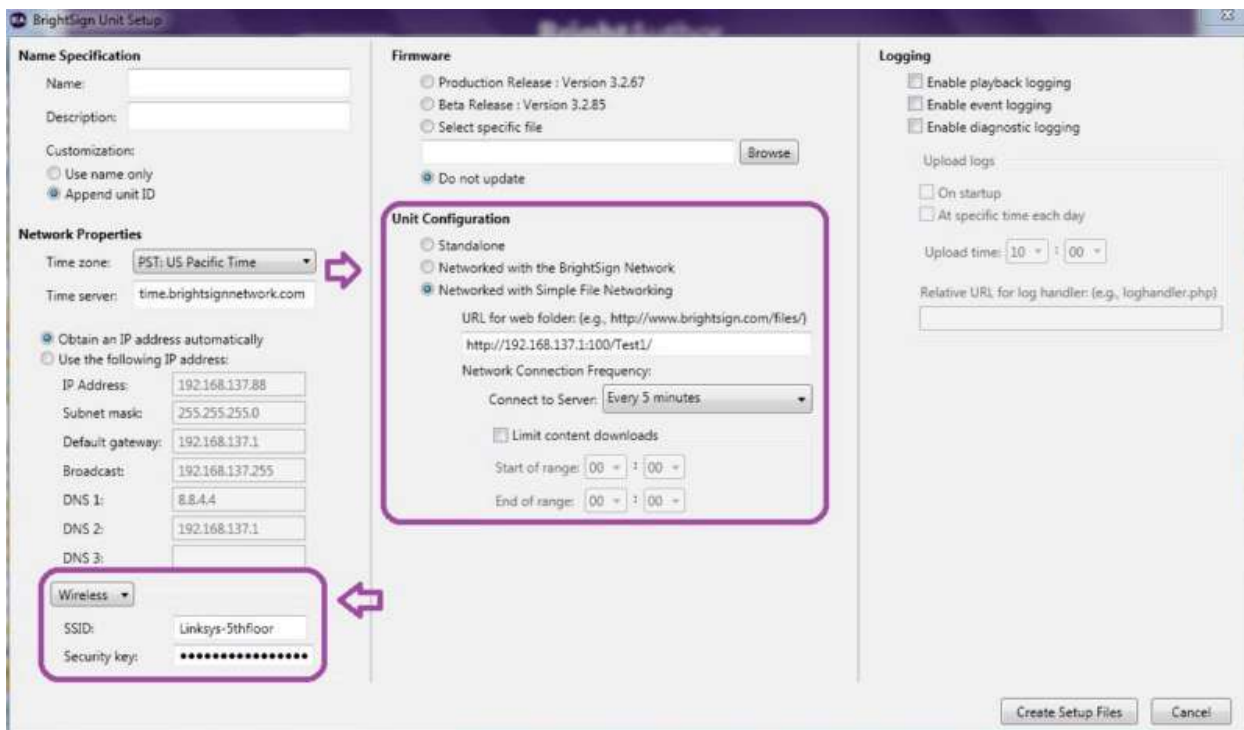 BrightSign Unit Setup
BrightAuthor
Name Specification
Name:
Description:
Customization:
Use name only
Append unit ID
Network Properties
Time zone: PST: US Pacific Time
Time server: time.brightsignnetwork.com
Obtain an IP address automatically
Use the following IP address:
IP Address: 192.168.137.88
Subnet mask: 255.255.255.0
Default gateway: 192.168.137.1
Broadcast: 192.168.137.255
DNS 1: 8.8.4.4
DNS 2: 192.168.137.1
DNS 3:
Wireless
SSID: Linksys-5thfloor
Security key: ••••••••••••••••
Firmware
Production Release : Version 3.2.67
Beta Release : Version 3.2.85
Select specific file
Browse
Do not update
Unit Configuration
Standalone
Networked with the BrightSign Network
Networked with Simple File Networking
URL for web folder: (e.g., http://www.brightsign.com/files/)
http://192.168.137.1:100/Test1/
Network Connection Frequency:
Connect to Server: Every 5 minutes
Limit content downloads
Start of range: 00 : 00
End of range: 00 : 00
Logging
Enable playback logging
Enable event logging
Enable diagnostic logging
Upload logs
On startup
At specific time each day
Upload time: 10 : 00
Relative URL for log handler: (e.g., loghandler.php)
Create Setup Files
Cancel